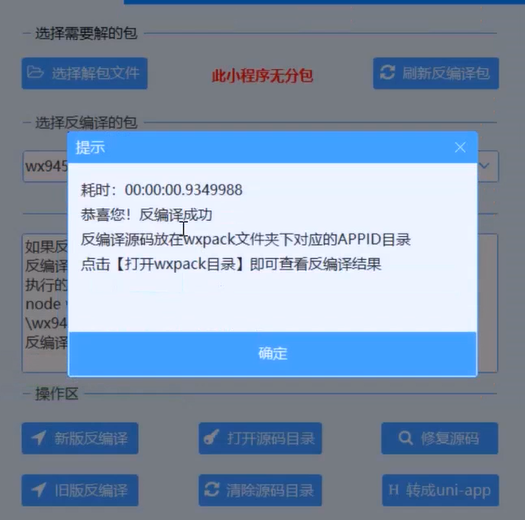 选择需要解的包
选择解包文件
此小程序无分包
刷新反编译包
选择反编译的包
wx945
提示
耗时：00:00:00.9349988
恭喜您！反编译成功
反编译源码放在wxpack文件夹下对应的APPID目录
点击【打开wxpack目录】即可查看反编译结果
确定
如果反
反编译
执行的
node
\wx94
反编译
操作区
新版反编译
打开源码目录
修复源码
旧版反编译
清除源码目录
H 转成uni-app